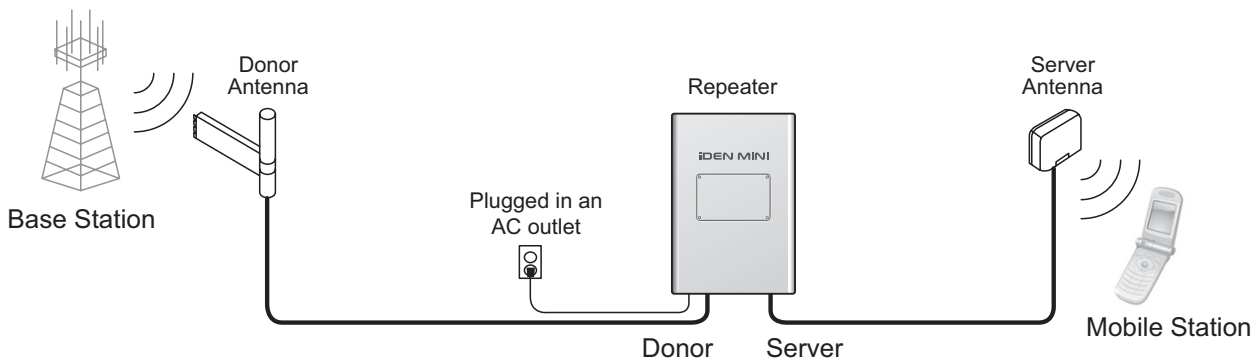 Donor
Antenna
Server
Antenna
Repeater
iDEN MINI
Plugged in an
AC outlet
Base Station
Mobile Station
Donor
Server